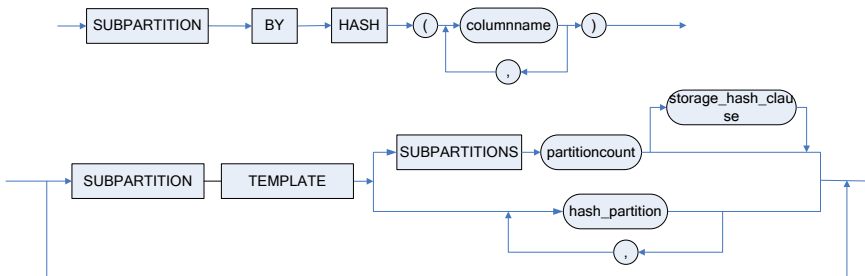 SUBPARTITION BY HASH ( columnname )
,
storage_hash_clau
se
SUBPARTITIONS partitioncount
SUBPARTITION TEMPLATE
hash_partition
,